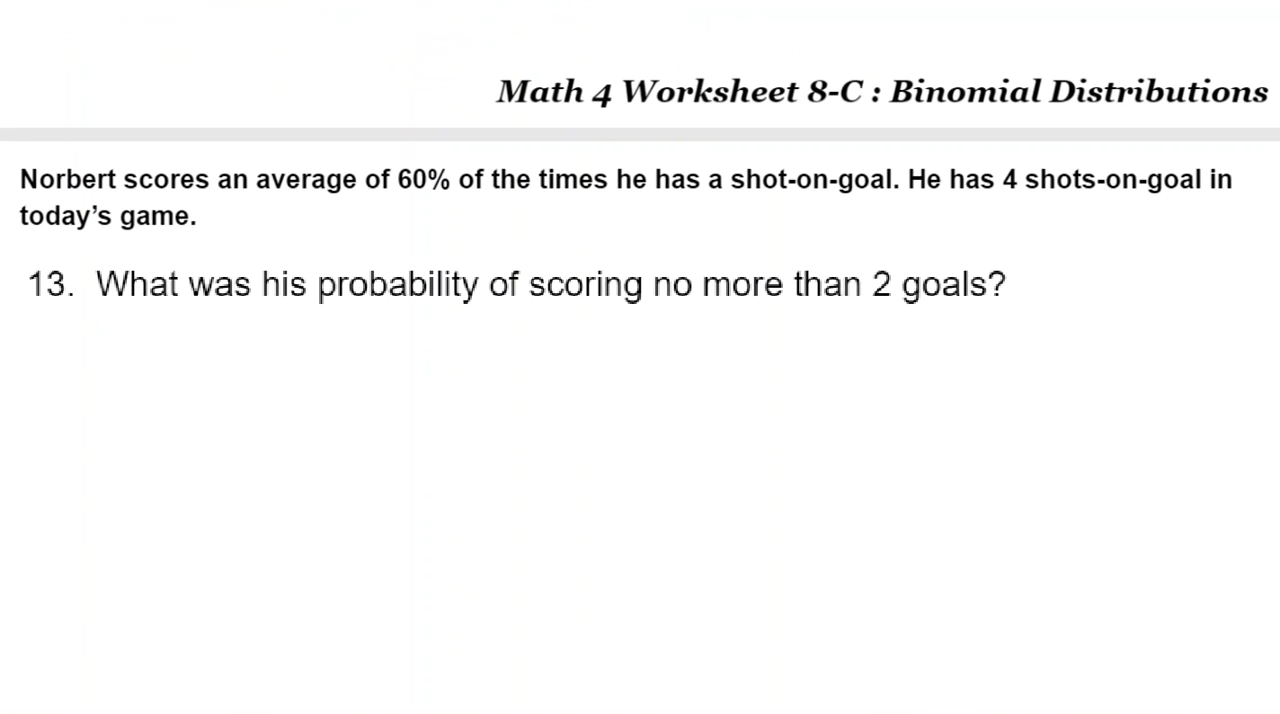 Math 4 Worksheet 8-C : Binomial Distributions
Norbert scores an average of 60% of the times he has a shot-on-goal. He has 4 shots-on-goal in
today’s game.
13. What was his probability of scoring no more than 2 goals?